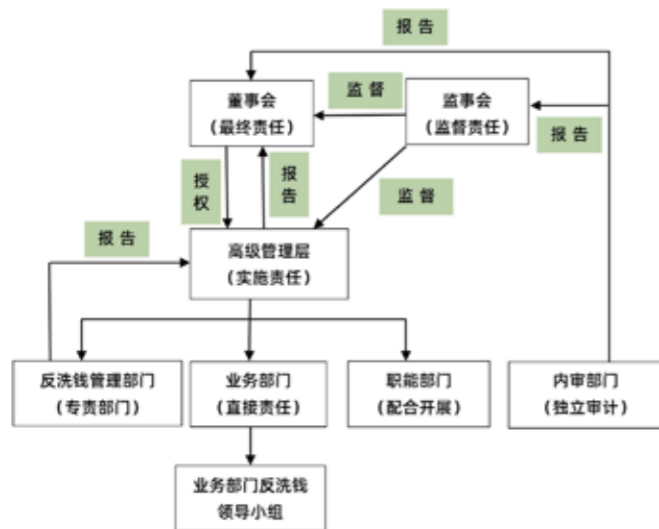 报 告
董事会
（最终责任）
监 督
监事会
（监督责任）
报 告
授
权
报
告
监 督
报 告
高级管理层
（实施责任）
反洗钱管理部门
（专责部门）
业务部门
（直接责任）
职能部门
（配合开展）
内审部门
（独立审计）
业务部门反洗钱
领导小组